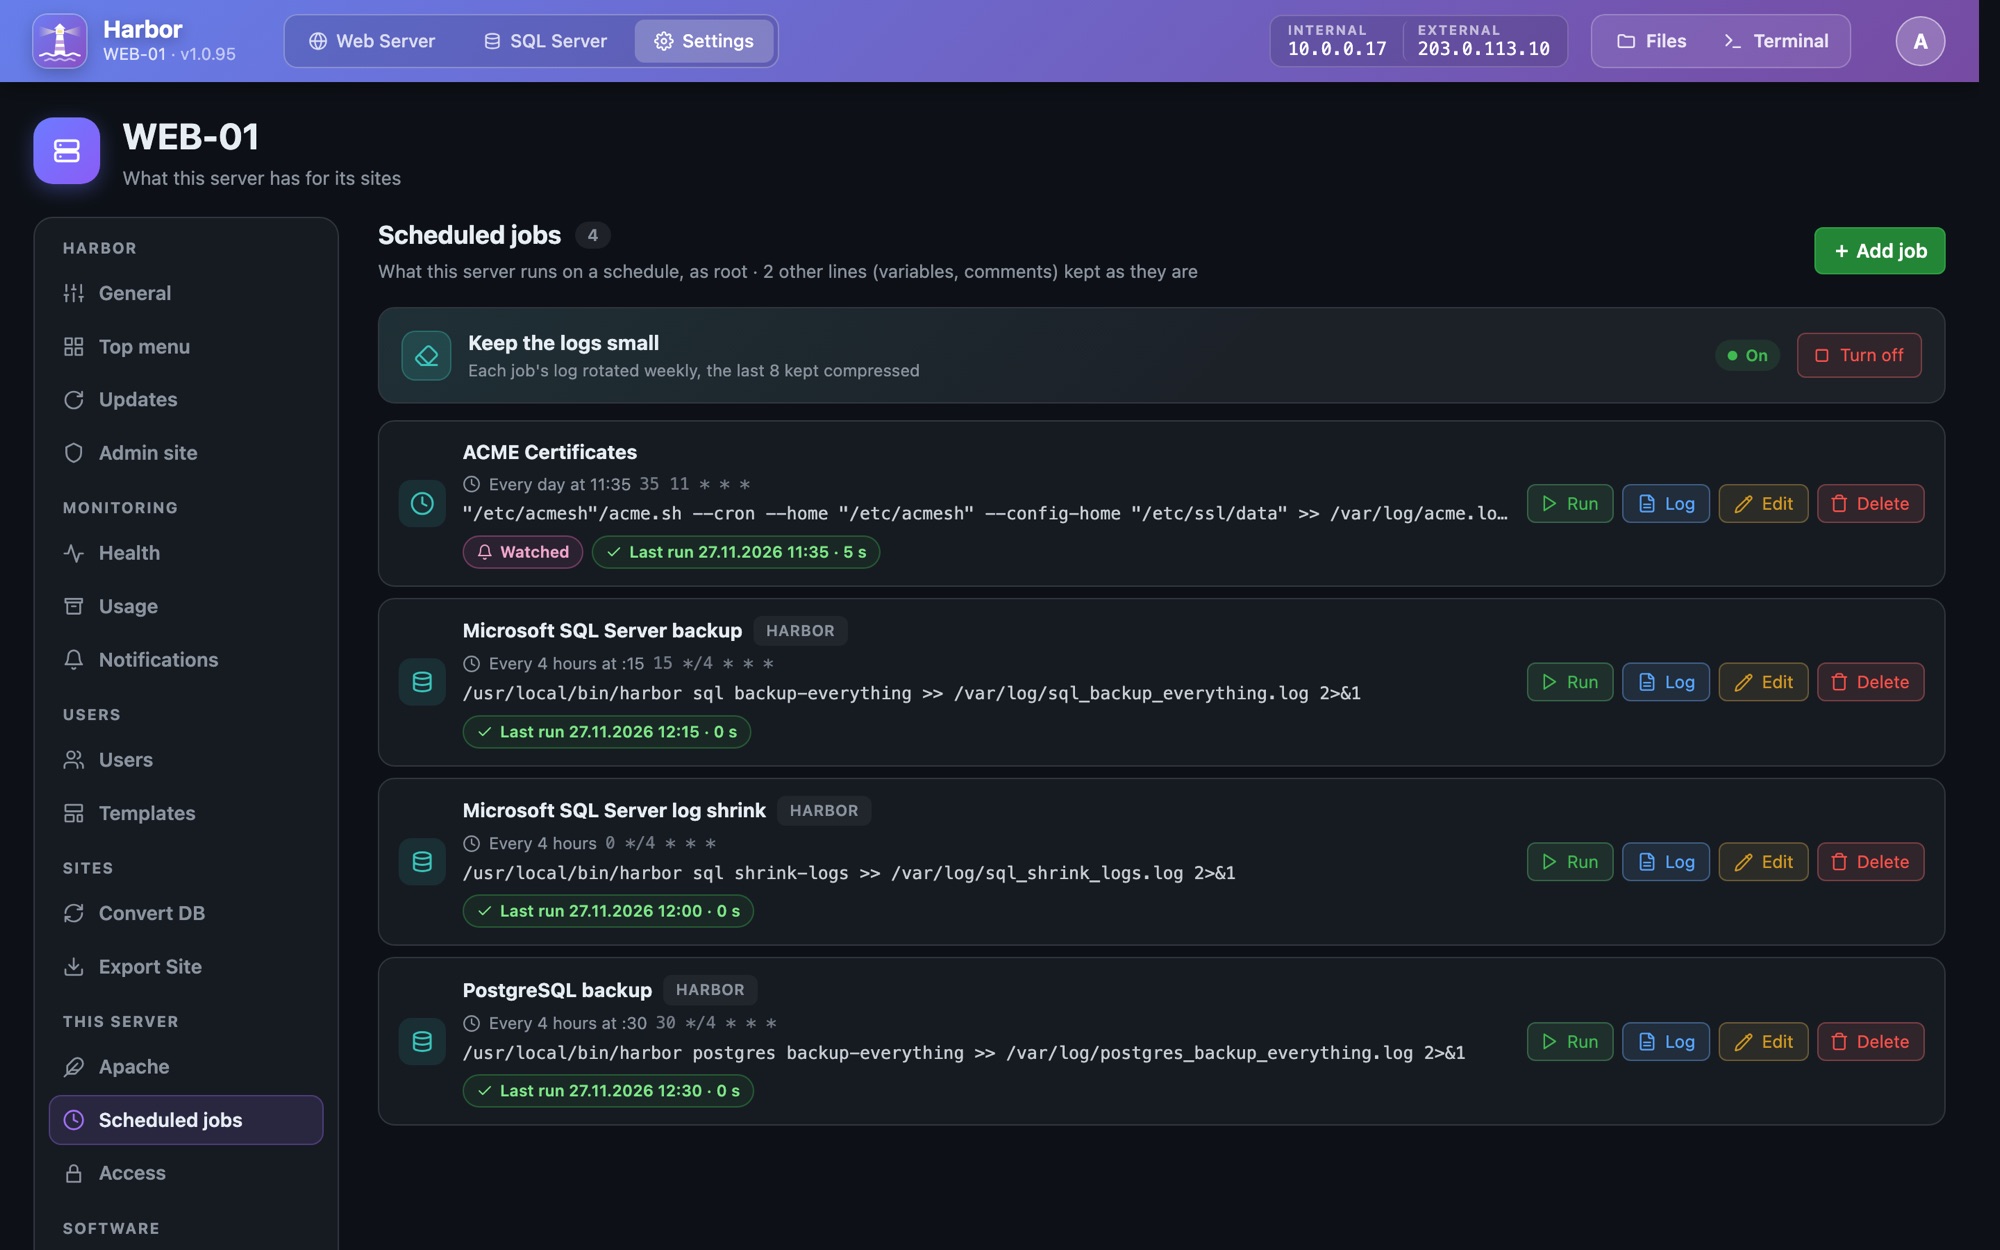 Harbor
WEB-01 · v1.0.95
Web Server
SQL Server
Settings
INTERNAL
10.0.0.17
EXTERNAL
203.0.113.10
Files
Terminal
A
WEB-01
What this server has for its sites
HARBOR
General
Top menu
Updates
Admin site
MONITORING
Health
Usage
Notifications
USERS
Users
Templates
SITES
Convert DB
Export Site
THIS SERVER
Apache
Scheduled jobs
Access
SOFTWARE
Scheduled jobs 4
What this server runs on a schedule, as root · 2 other lines (variables, comments) kept as they are
+ Add job
Keep the logs small
Each job's log rotated weekly, the last 8 kept compressed
On
Turn off
ACME Certificates
Every day at 11:35 35 11 * * *
"/etc/acmesh"/acme.sh --cron --home "/etc/acmesh" --config-home "/etc/ssl/data" >> /var/log/acme.lo…
Watched
Last run 27.11.2026 11:35 · 5 s
Run
Log
Edit
Delete
Microsoft SQL Server backup HARBOR
Every 4 hours at :15 15 */4 * * *
/usr/local/bin/harbor sql backup-everything >> /var/log/sql_backup_everything.log 2>&1
Last run 27.11.2026 12:15 · 0 s
Run
Log
Edit
Delete
Microsoft SQL Server log shrink HARBOR
Every 4 hours 0 */4 * * *
/usr/local/bin/harbor sql shrink-logs >> /var/log/sql_shrink_logs.log 2>&1
Last run 27.11.2026 12:00 · 0 s
Run
Log
Edit
Delete
PostgreSQL backup HARBOR
Every 4 hours at :30 30 */4 * * *
/usr/local/bin/harbor postgres backup-everything >> /var/log/postgres_backup_everything.log 2>&1
Last run 27.11.2026 12:30 · 0 s
Run
Log
Edit
Delete